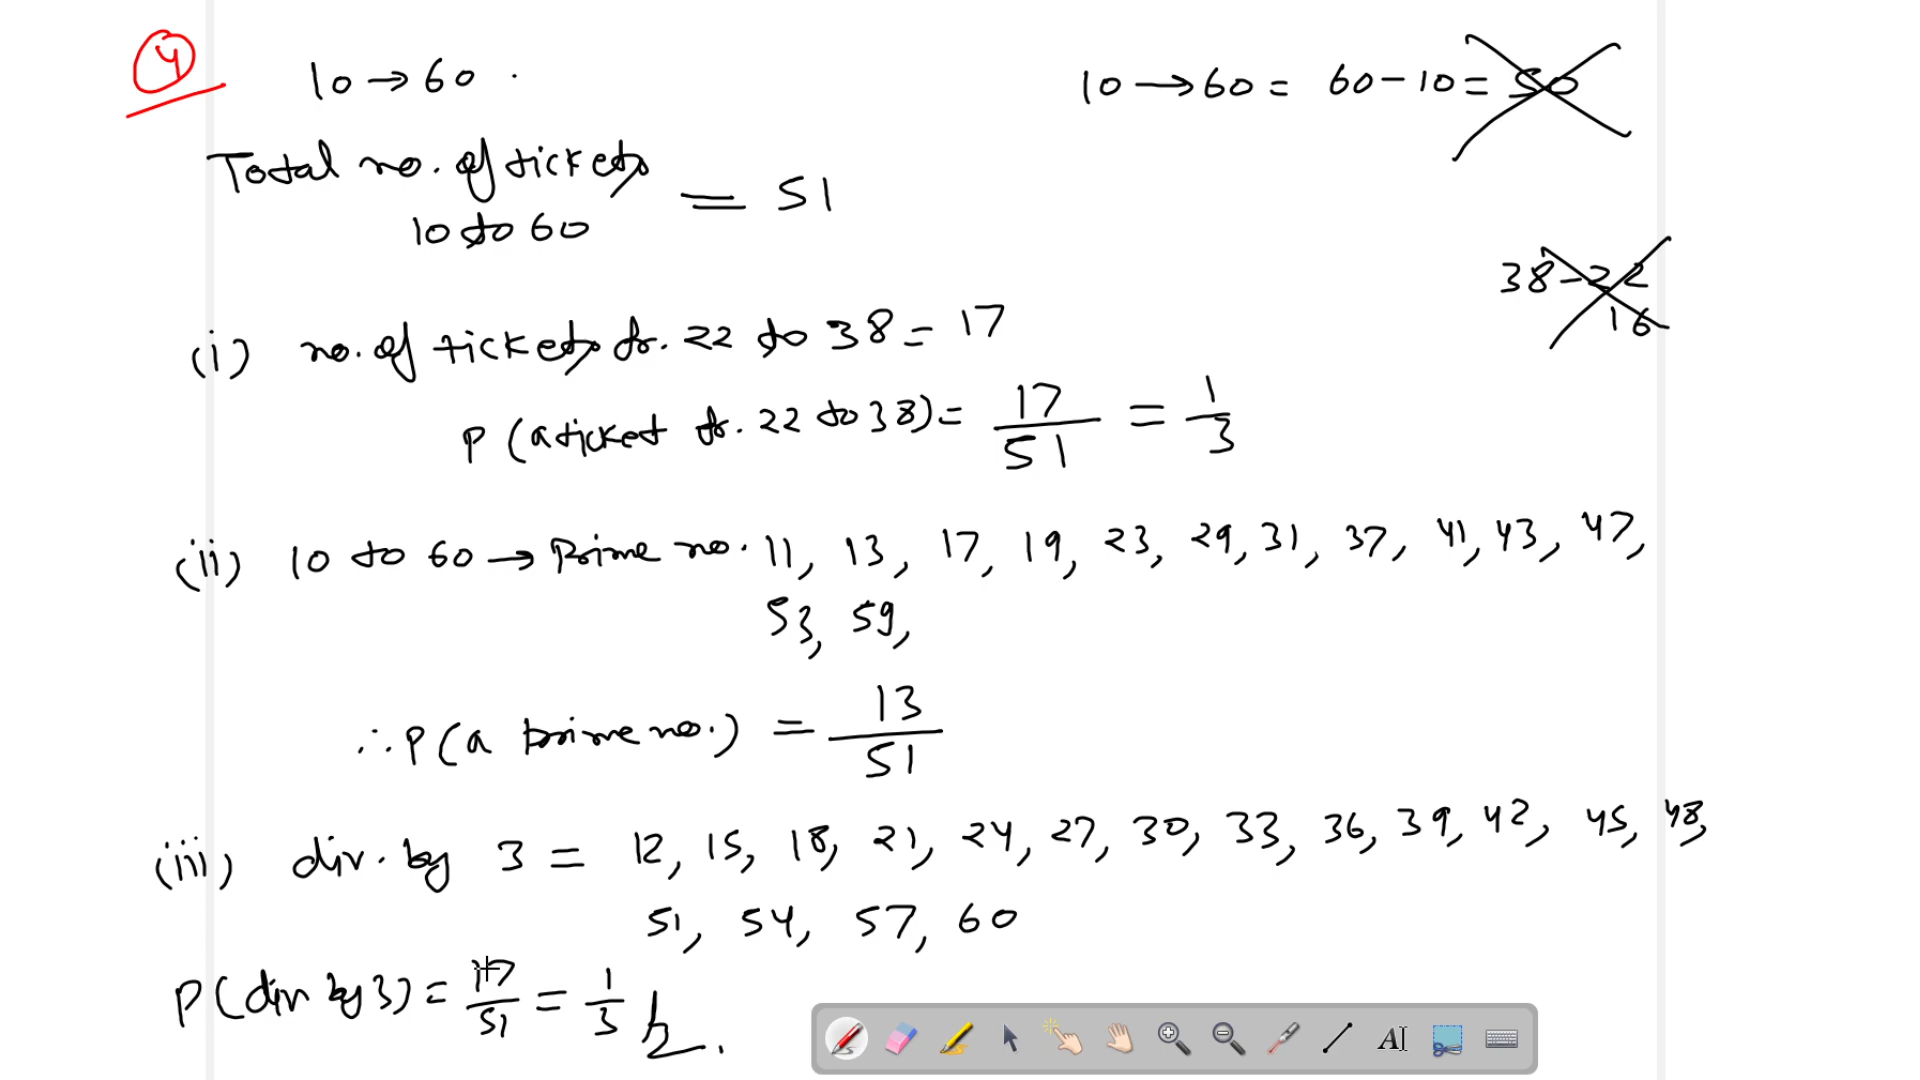 4
10 → 60 .
10 → 60 = 60 - 10 = 50
Total no. of tickets
10 to 60 = 51
38 - 22
16
(i) no. of tickets fr. 22 to 38 = 17
P (a ticket fr. 22 to 38) = 17/51 = 1/3
(ii) 10 to 60 → Prime no. 11, 13, 17, 19, 23, 29, 31, 37, 41, 43, 47,
53, 59,
∴ P (a prime no.) = 13/51
(iii) div. by 3 = 12, 15, 18, 21, 24, 27, 30, 33, 36, 39, 42, 45, 48,
51, 54, 57, 60
P (div by 3) = 17/51 = 1/3
AI